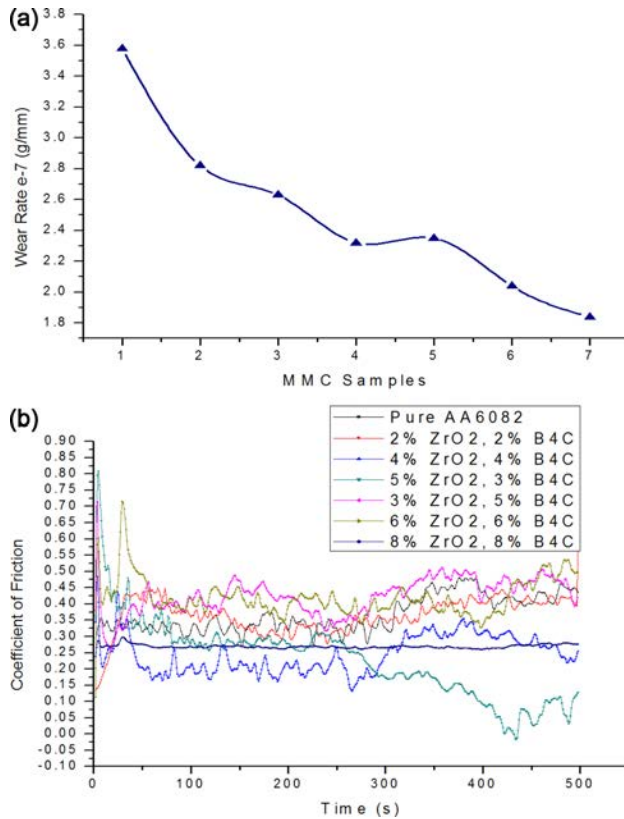 (a)
3.8
3.6
3.4
3.2
3.0
2.8
2.6
2.4
2.2
2.0
1.8
Wear Rate e-7 (g/mm)
1 2 3 4 5 6 7
MMC Samples
(b)
Pure AA6082
2% ZrO2, 2% B4C
4% ZrO2, 4% B4C
5% ZrO2, 3% B4C
3% ZrO2, 5% B4C
6% ZrO2, 6% B4C
8% ZrO2, 8% B4C
0.90
0.85
0.80
0.75
0.70
0.65
0.60
0.55
0.50
0.45
0.40
0.35
0.30
0.25
0.20
0.15
0.10
0.05
0.00
-0.05
-0.10
Coefficient of Friction
0 100 200 300 400 500
Time (s)